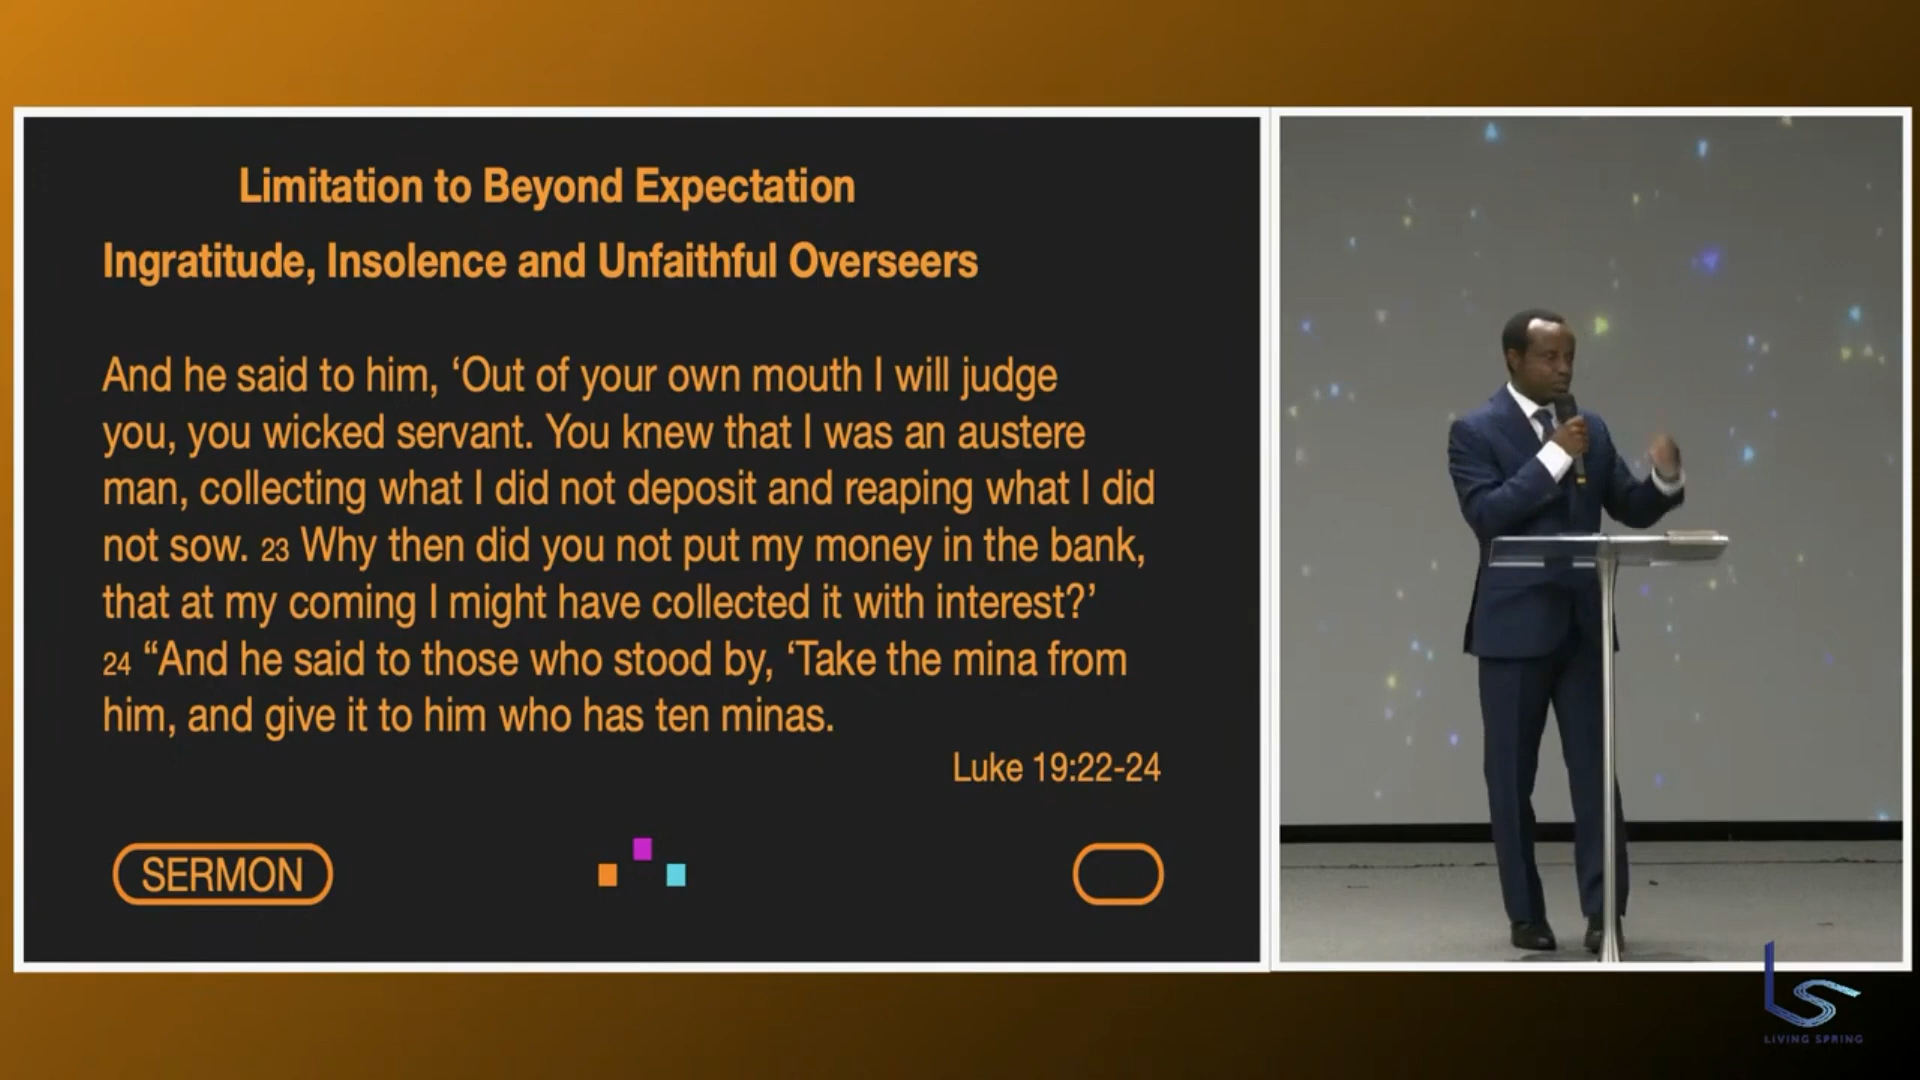 Limitation to Beyond Expectation
Ingratitude, Insolence and Unfaithful Overseers
And he said to him, ‘Out of your own mouth I will judge
you, you wicked servant. You knew that I was an austere
man, collecting what I did not deposit and reaping what I did
not sow. 23 Why then did you not put my money in the bank,
that at my coming I might have collected it with interest?’
24 “And he said to those who stood by, ‘Take the mina from
him, and give it to him who has ten minas.
Luke 19:22-24
SERMON
LS
LIVING SPRING